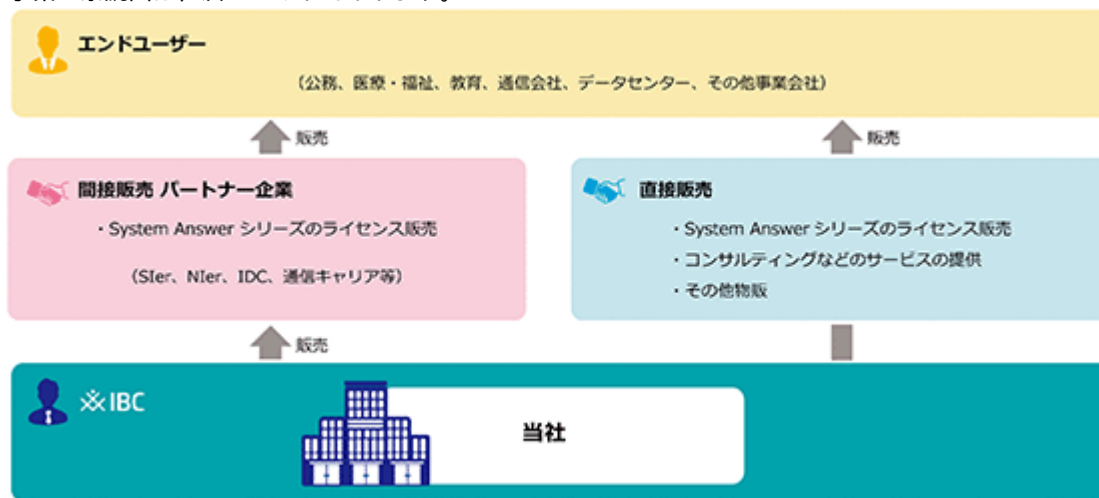 エンドユーザー
（公務、医療・福祉、教育、通信会社、データセンター、その他事業会社）
販売
販売
間接販売 パートナー企業
・System Answer シリーズのライセンス販売
（SIer、NIer、IDC、通信キャリア等）
直接販売
・System Answer シリーズのライセンス販売
・コンサルティングなどのサービスの提供
・その他物販
販売
IBC
当社